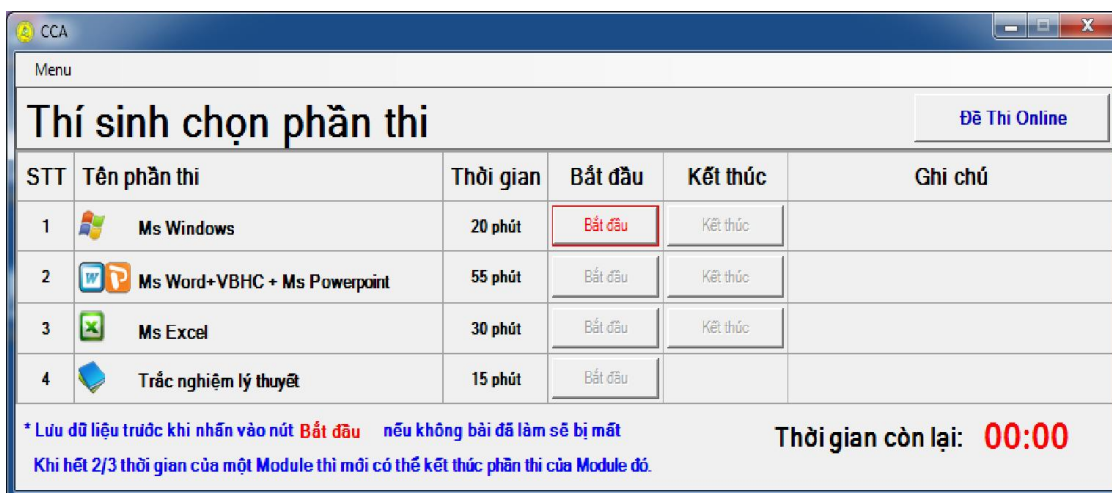 CCA
Menu
Thí sinh chọn phần thi
Đề Thi Online
STT Tên phần thi Thời gian Bắt đầu Kết thúc Ghi chú
1 Ms Windows 20 phút Bắt đầu Kết thúc
2 Ms Word+VBHC + Ms Powerpoint 55 phút Bắt đầu Kết thúc
3 Ms Excel 30 phút Bắt đầu Kết thúc
4 Trắc nghiệm lý thuyết 15 phút Bắt đầu
* Lưu dữ liệu trước khi nhấn vào nút Bắt đầu nếu không bài đã làm sẽ bị mất
Khi hết 2/3 thời gian của một Module thì mới có thể kết thúc phần thi của Module đó.
Thời gian còn lại: 00:00